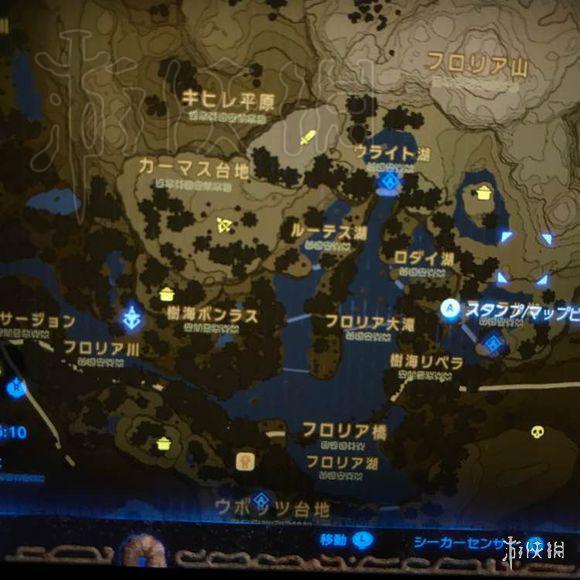 フロリア山
キヒレ平原
ウライト湖
カーマス台地
ルーテス湖
ロダイ湖
A スタンプ/マップピ
樹海ボンラス
フロリア大滝
サージョン
フロリア川
樹海リベラ
:10
フロリア橋
フロリア湖
ウボッツ台地
移動 L
シーカーセンサ
游侠网